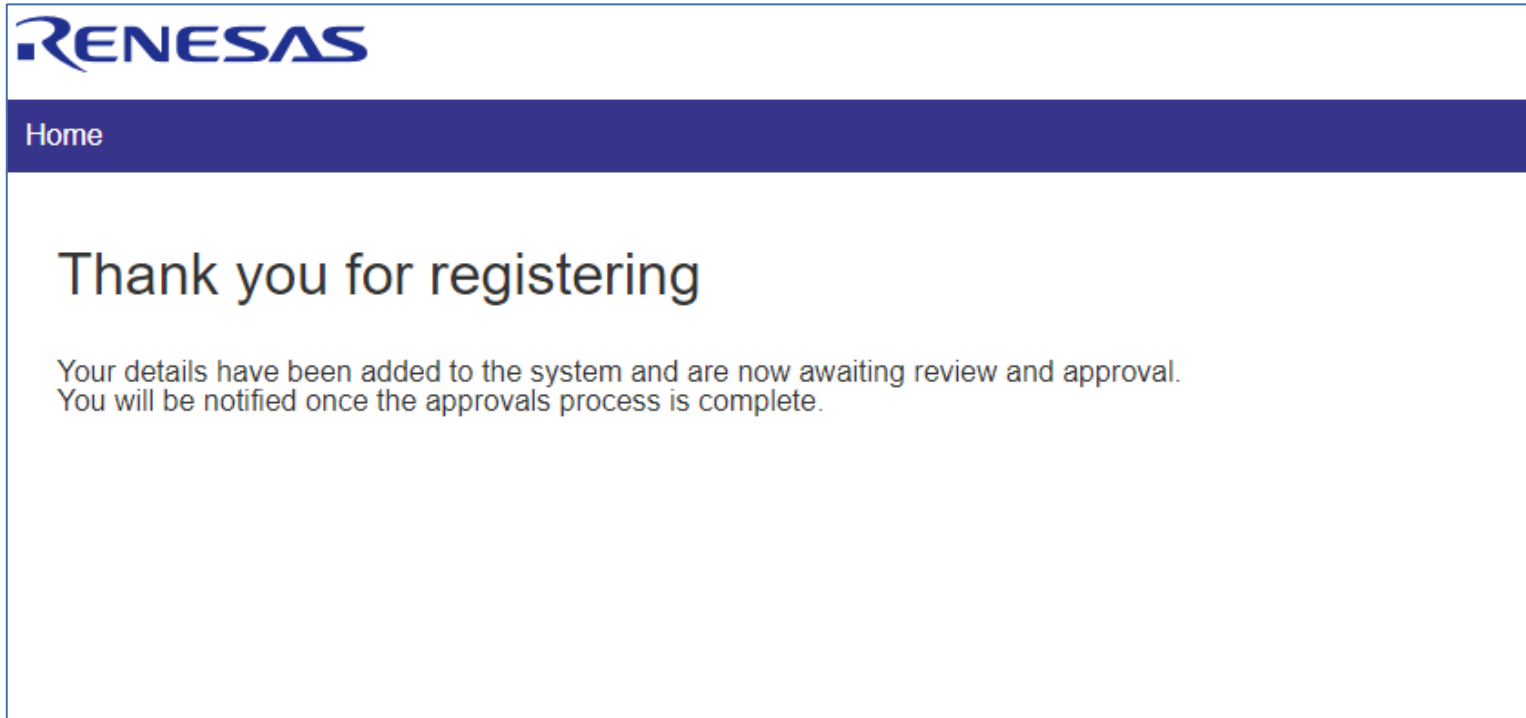 RENESAS
Home
Thank you for registering
Your details have been added to the system and are now awaiting review and approval.
You will be notified once the approvals process is complete.